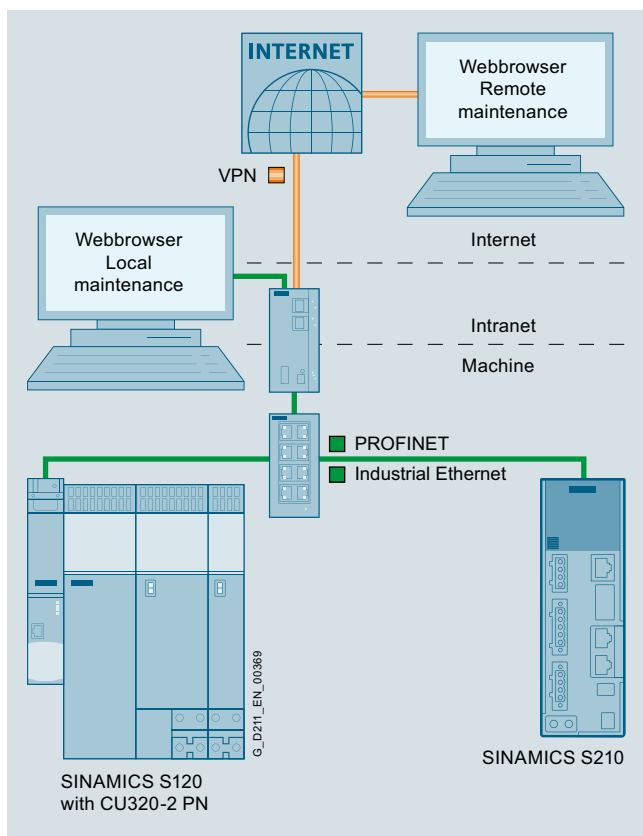 INTERNET
Webbrowser
Remote
maintenance
VPN
Webbrowser
Local
maintenance
Internet
Intranet
Machine
PROFINET
Industrial Ethernet
G_D211_EN_00369
SINAMICS S120
with CU320-2 PN
SINAMICS S210